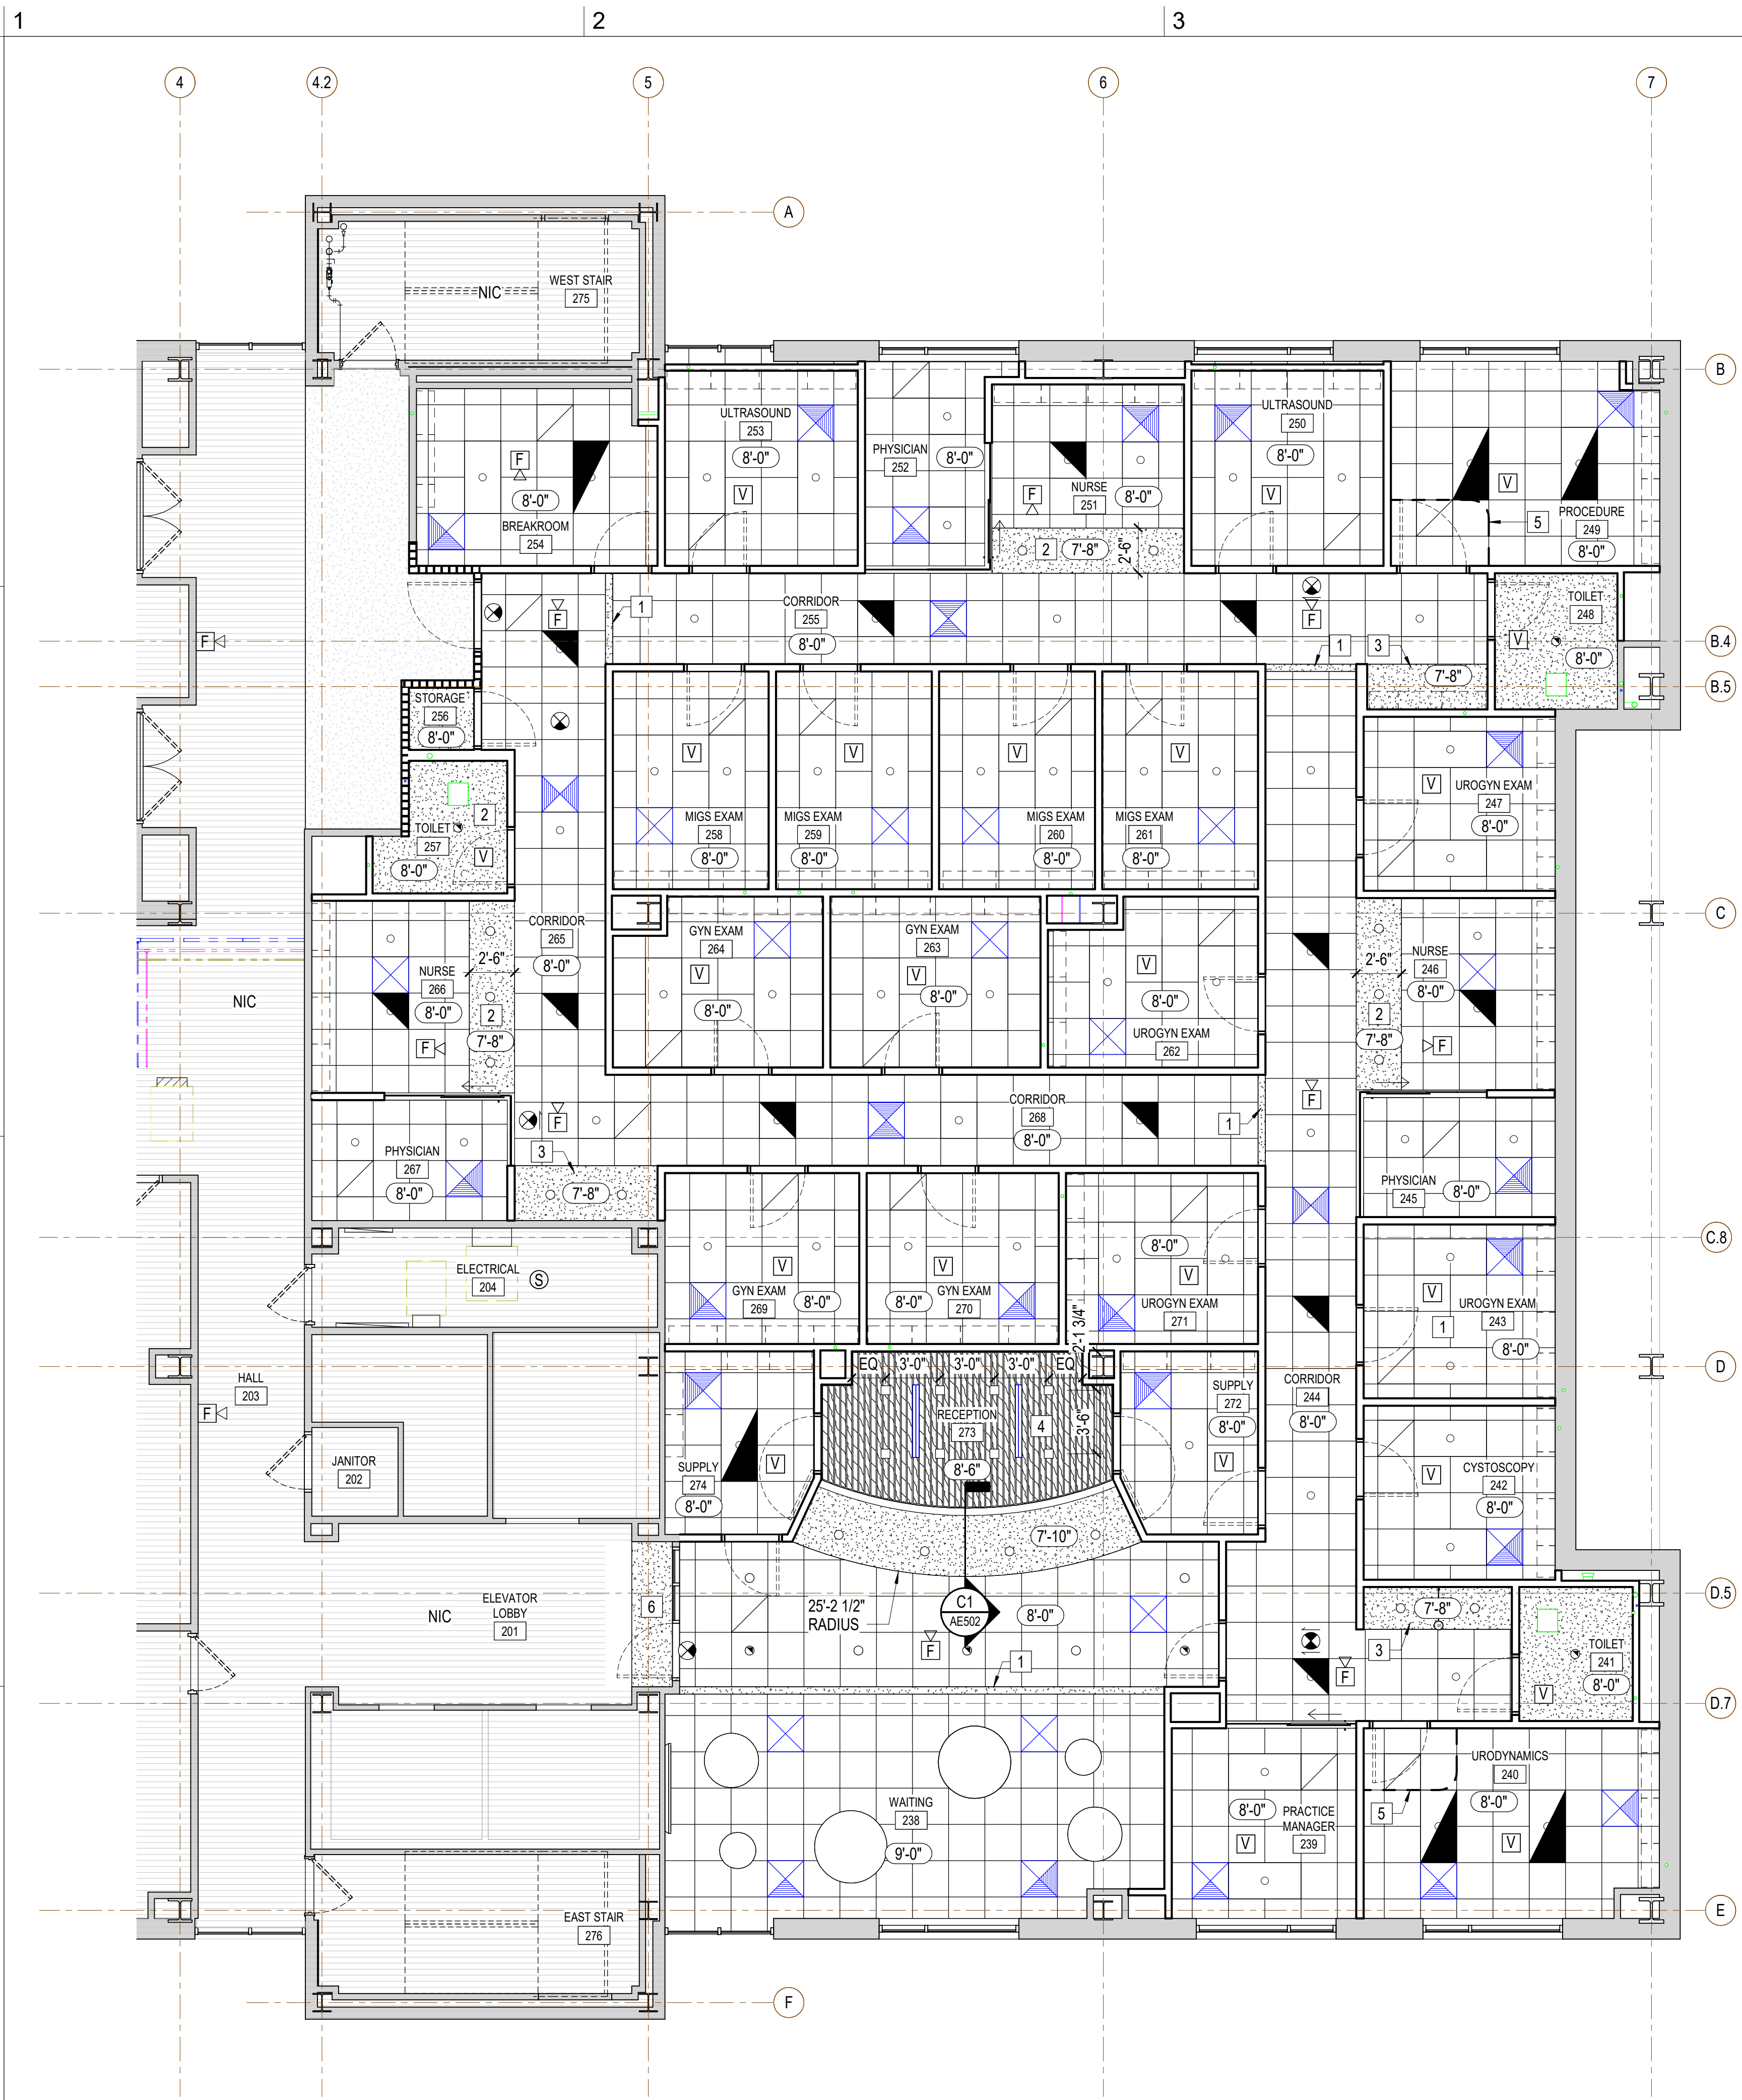 1
2
3
4
4.2
5
6
7
A
WEST STAIR
275
NIC
B
ULTRASOUND
253
8'-0"
V
PHYSICIAN
252
8'-0"
NURSE
251
8'-0"
F
2
7'-8"
2'-6"
ULTRASOUND
250
8'-0"
V
V
PROCEDURE
249
8'-0"
5
F
8'-0"
BREAKROOM
254
F
CORRIDOR
255
8'-0"
1
F
1
3
7'-8"
TOILET
248
V
8'-0"
B.4
F
B.5
STORAGE
256
8'-0"
2
TOILET
257
8'-0"
V
V
MIGS EXAM
258
8'-0"
V
MIGS EXAM
259
8'-0"
V
MIGS EXAM
260
8'-0"
V
MIGS EXAM
261
8'-0"
V
UROGYN EXAM
247
8'-0"
C
CORRIDOR
265
8'-0"
2'-6"
NURSE
266
8'-0"
2
7'-8"
F
GYN EXAM
264
V
8'-0"
GYN EXAM
263
V
8'-0"
V
8'-0"
UROGYN EXAM
262
2'-6"
NURSE
246
8'-0"
2
7'-8"
F
NIC
F
CORRIDOR
268
8'-0"
1
F
3
7'-8"
PHYSICIAN
267
8'-0"
PHYSICIAN
245
8'-0"
C.8
ELECTRICAL
204
S
V
GYN EXAM
269
8'-0"
V
GYN EXAM
270
8'-0"
8'-0"
V
UROGYN EXAM
271
2'-1 3/4"
V
UROGYN EXAM
243
1
8'-0"
D
HALL
203
F
EQ
3'-0"
3'-0"
3'-0"
EQ
RECEPTION
273
4
3'-6"
8'-6"
SUPPLY
272
8'-0"
V
CORRIDOR
244
8'-0"
V
CYSTOSCOPY
242
8'-0"
JANITOR
202
SUPPLY
274
8'-0"
V
7'-10"
D.5
ELEVATOR
LOBBY
201
NIC
6
25'-2 1/2"
RADIUS
C1
AE502
8'-0"
F
1
7'-8"
3
F
TOILET
241
8'-0"
V
D.7
WAITING
238
9'-0"
8'-0"
PRACTICE
MANAGER
239
V
URODYNAMICS
240
8'-0"
5
V
EAST STAIR
276
E
F